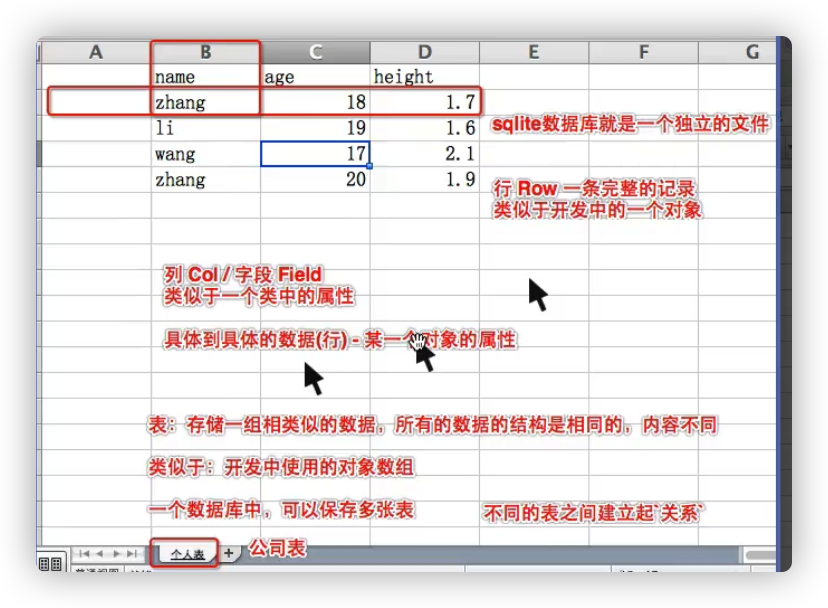 A B C D E F G
name age height
zhang 18 1.7
li 19 1.6
sqlite数据库就是一个独立的文件
wang 17 2.1
zhang 20 1.9
行 Row 一条完整的记录
类似于开发中的一个对象
列 Col / 字段 Field
类似于一个类中的属性
具体到具体的数据(行) - 某一个对象的属性
表：存储一组相类似的数据，所有的数据的结构是相同的，内容不同
类似于：开发中使用的对象数组
一个数据库中，可以保存多张表
不同的表之间建立起`关系`
个人表 +
公司表